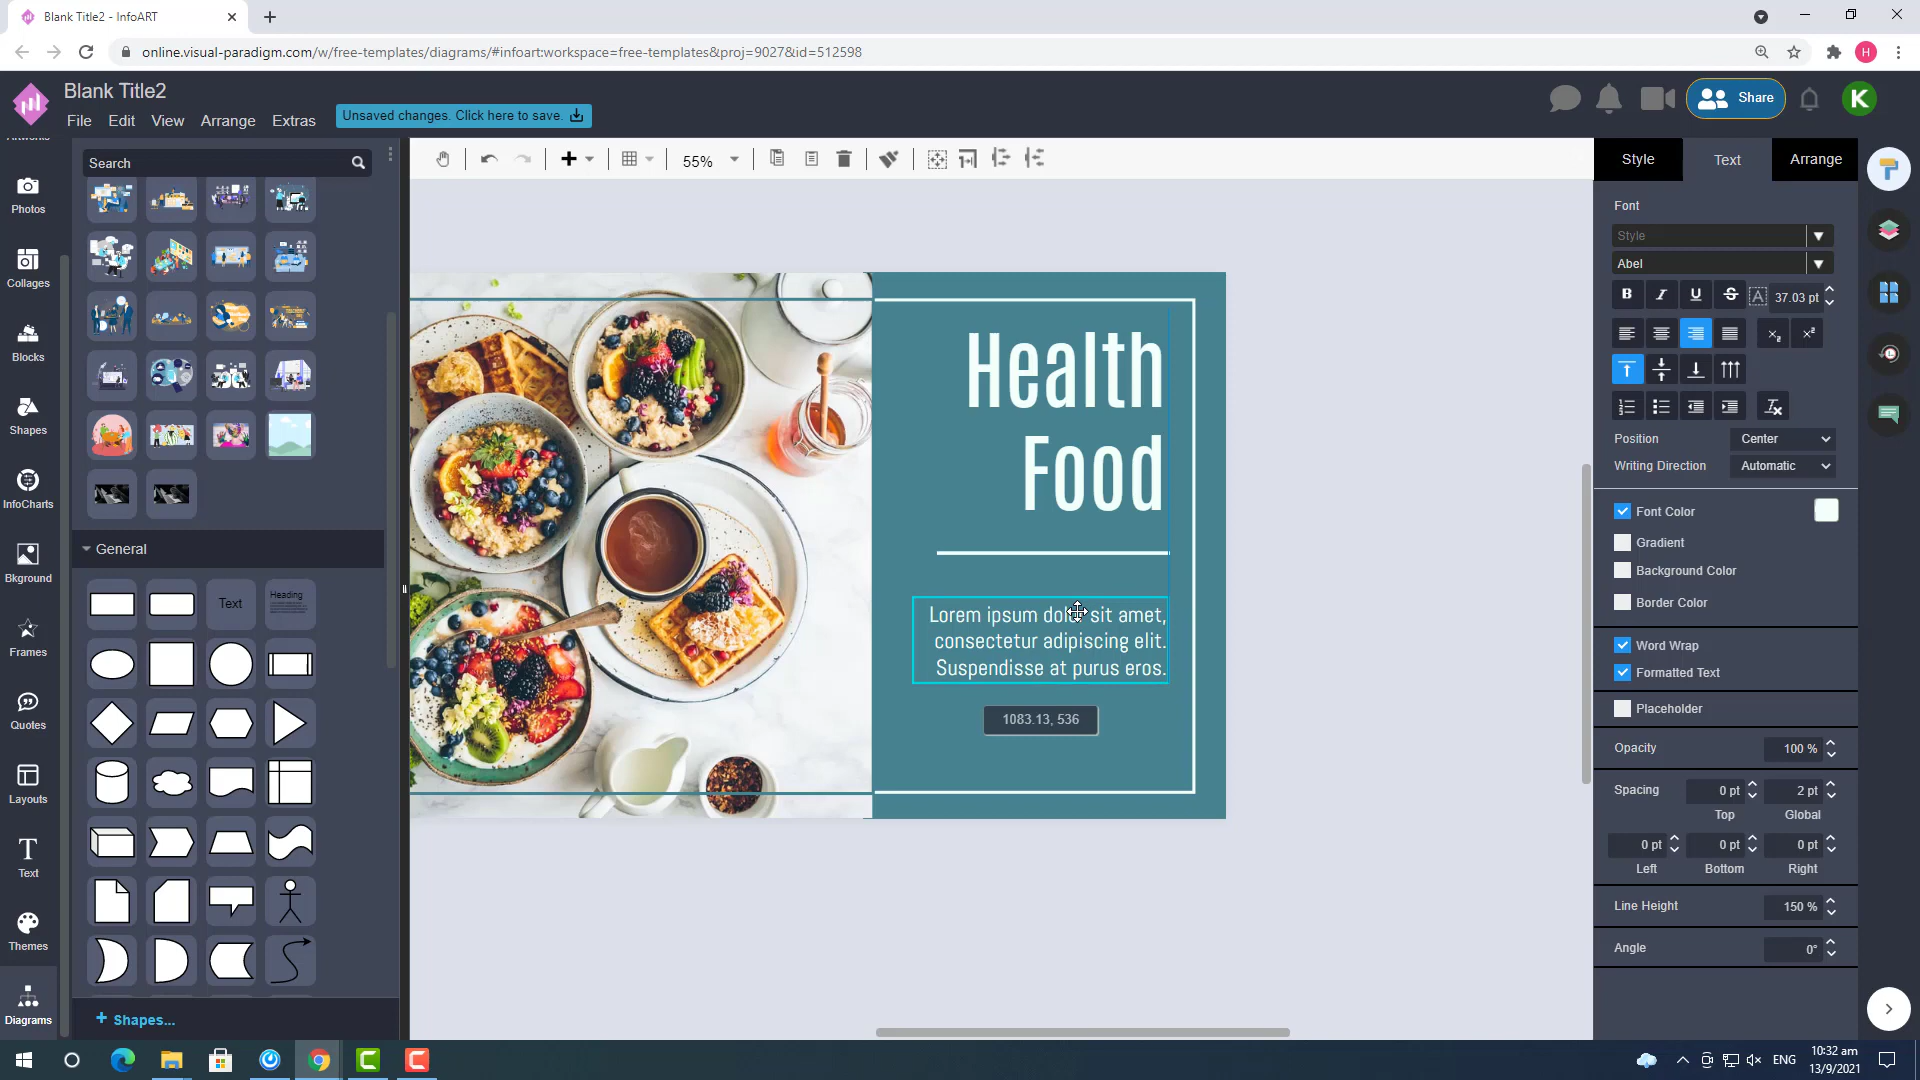 Blank Title2 - InfoART
online.visual-paradigm.com/w/free-templates/diagrams/#infoart:workspace=free-templates&proj=9027&id=512598
H
Blank Title2
File Edit View Arrange Extras
Unsaved changes. Click here to save.
Share
K
Search
Photos
Collages
Blocks
Shapes
InfoCharts
Bkground
Frames
Quotes
Layouts
Text
Themes
Diagrams
General
Text
Heading
+ Shapes...
55%
Health
Food
Lorem ipsum dolor sit amet,
consectetur adipiscing elit.
Suspendisse at purus eros.
1083.13, 536
Style Text Arrange
Font
Style
Abel
B I U S A 37.03 pt
Position Center
Writing Direction Automatic
Font Color
Gradient
Background Color
Border Color
Word Wrap
Formatted Text
Placeholder
Opacity 100 %
Spacing 0 pt 2 pt
Top Global
0 pt 0 pt 0 pt
Left Bottom Right
Line Height 150 %
Angle 0°
ENG
10:32 am
13/9/2021